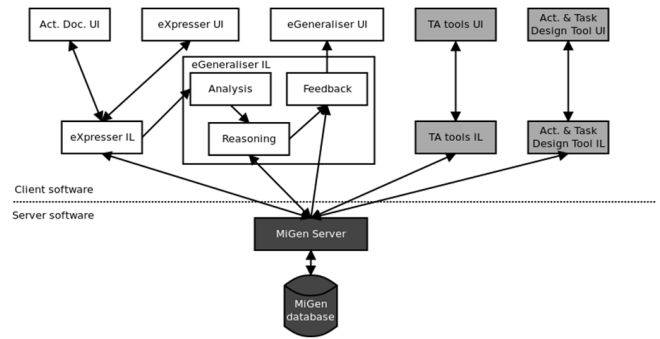 Act. Doc. UI
eXpresser UI
eGeneraliser UI
TA tools UI
Act. & Task
Design Tool UI
eGeneraliser IL
Analysis
Feedback
eXpresser IL
Reasoning
TA tools IL
Act. & Task
Design Tool IL
Client software
Server software
MiGen Server
MiGen
database